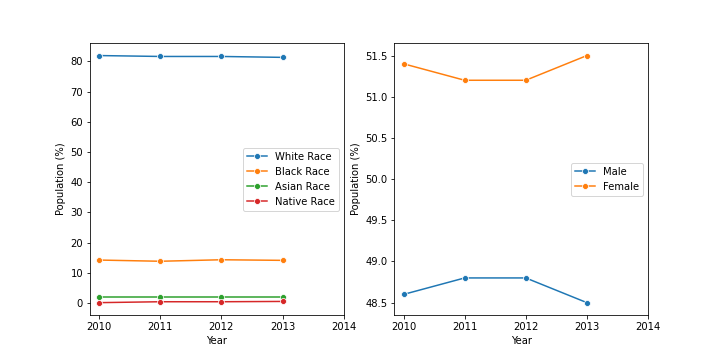 Population (%)
80
70
60
50
40
30
20
10
0
2010 2011 2012 2013 2014
Year
White Race
Black Race
Asian Race
Native Race
Population (%)
51.5
51.0
50.5
50.0
49.5
49.0
48.5
2010 2011 2012 2013 2014
Year
Male
Female